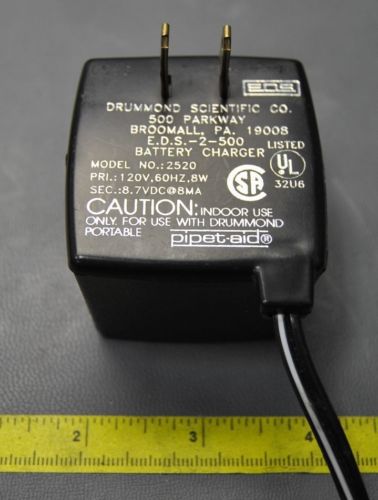 E.D.S.
DRUMMOND SCIENTIFIC CO.
500 PARKWAY
BROOMALL, PA. 19008
E.D.S.-2-500
BATTERY CHARGER
LISTED
MODEL NO.:2520
UL
PRI.:120V,60HZ,8W
SA
32U6
SEC.:8.7VDC@8MA
CAUTION: INDOOR USE
ONLY. FOR USE WITH DRUMMOND
PORTABLE pipet-aid®
2 3 4